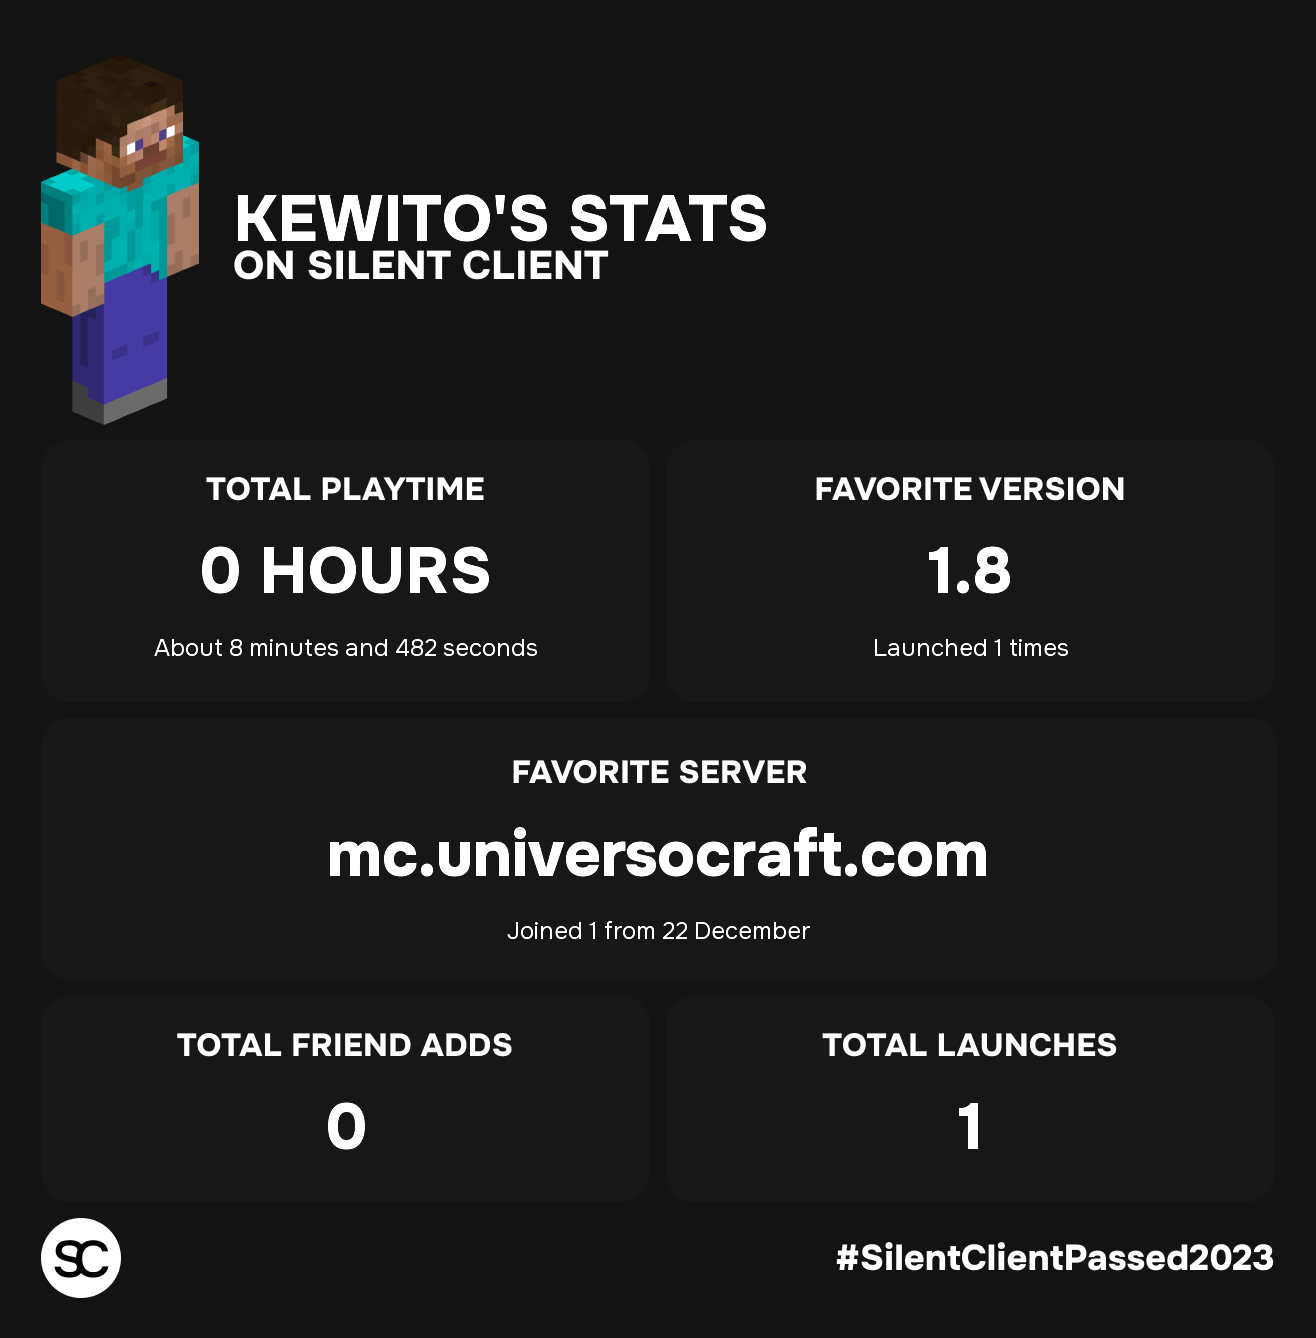 KEWITO'S STATS
ON SILENT CLIENT
TOTAL PLAYTIME
0 HOURS
About 8 minutes and 482 seconds
FAVORITE VERSION
1.8
Launched 1 times
FAVORITE SERVER
mc.universocraft.com
Joined 1 from 22 December
TOTAL FRIEND ADDS
0
TOTAL LAUNCHES
1
SC
#SilentClientPassed2023